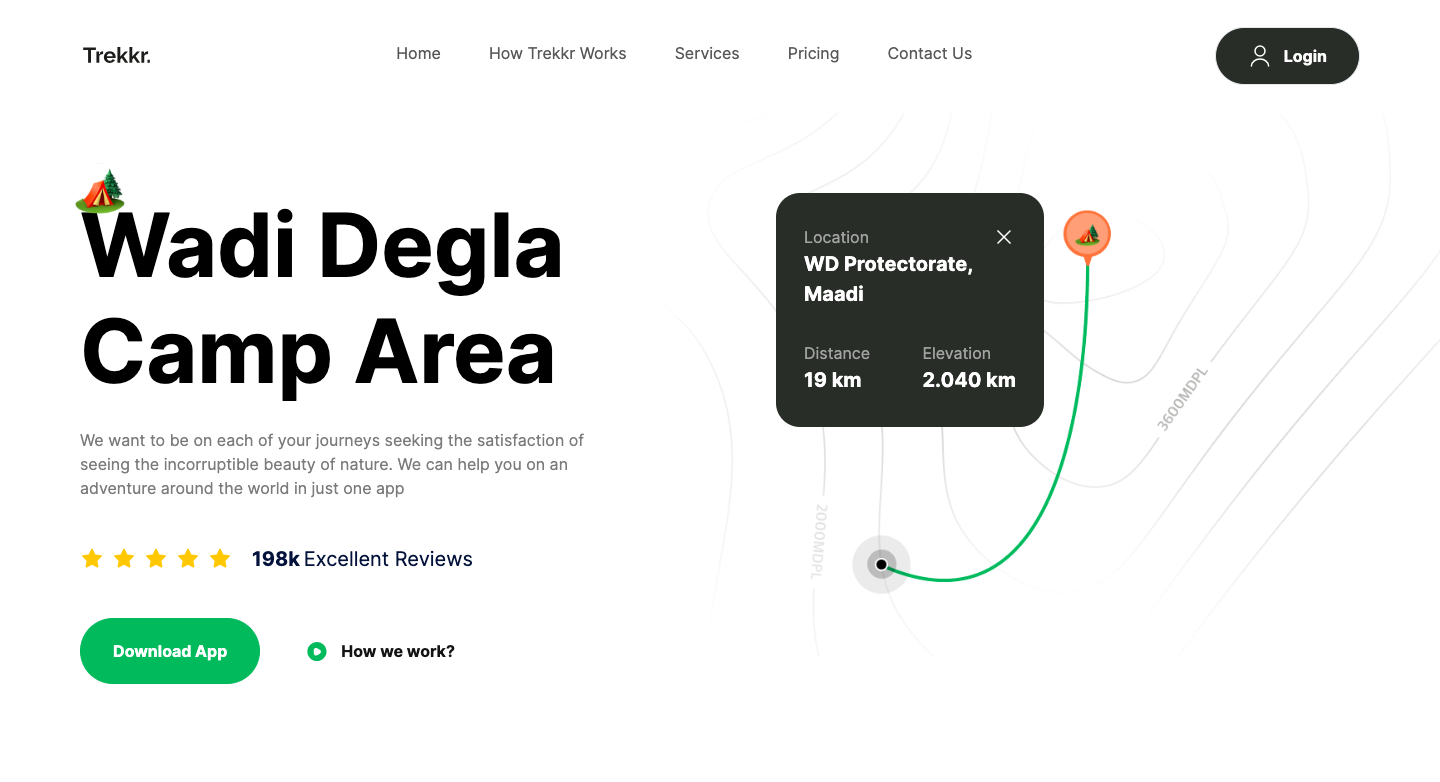 Trekkr.
Home
How Trekkr Works
Services
Pricing
Contact Us
Login
Wadi Degla
Camp Area
We want to be on each of your journeys seeking the satisfaction of
seeing the incorruptible beauty of nature. We can help you on an
adventure around the world in just one app
198k Excellent Reviews
Download App
How we work?
Location
WD Protectorate,
Maadi
Distance
Elevation
19 km
2.040 km
3600MDPL
2000MDPL